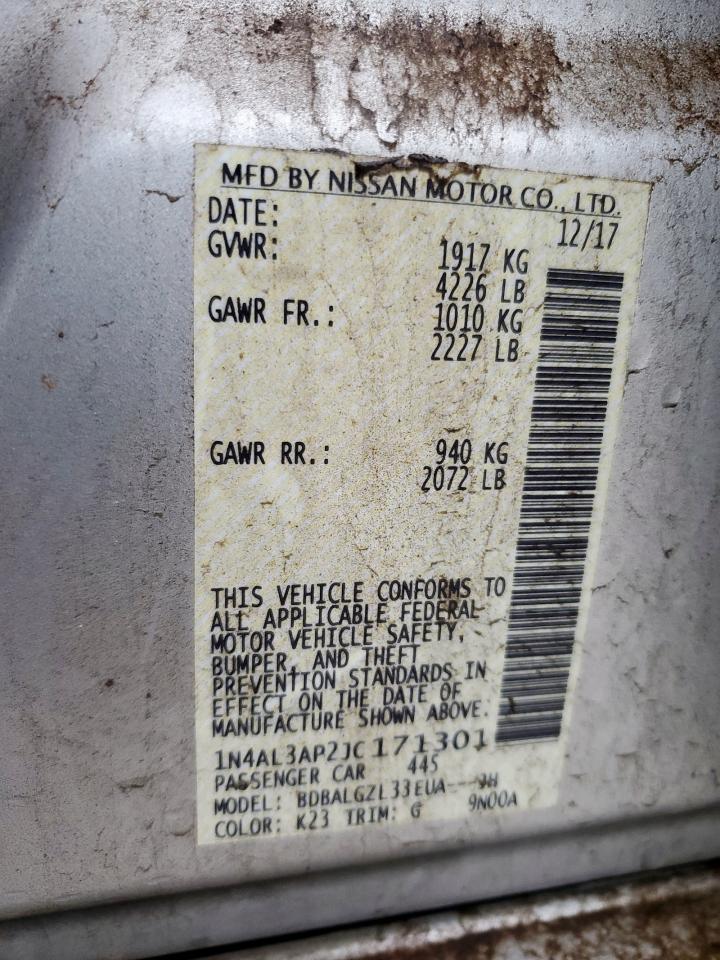 MFD BY NISSAN MOTOR CO., LTD.
DATE: 12/17
GVWR: 1917 KG
4226 LB
GAWR FR.: 1010 KG
2227 LB
GAWR RR.: 940 KG
2072 LB
THIS VEHICLE CONFORMS TO
ALL APPLICABLE FEDERAL
MOTOR VEHICLE SAFETY,
BUMPER, AND THEFT
PREVENTION STANDARDS IN
EFFECT ON THE DATE OF
MANUFACTURE SHOWN ABOVE.
1N4AL3AP2JC171301
PASSENGER CAR 445
MODEL: BDBALGZL33EUA---9H
COLOR: K23 TRIM: G 9N00A